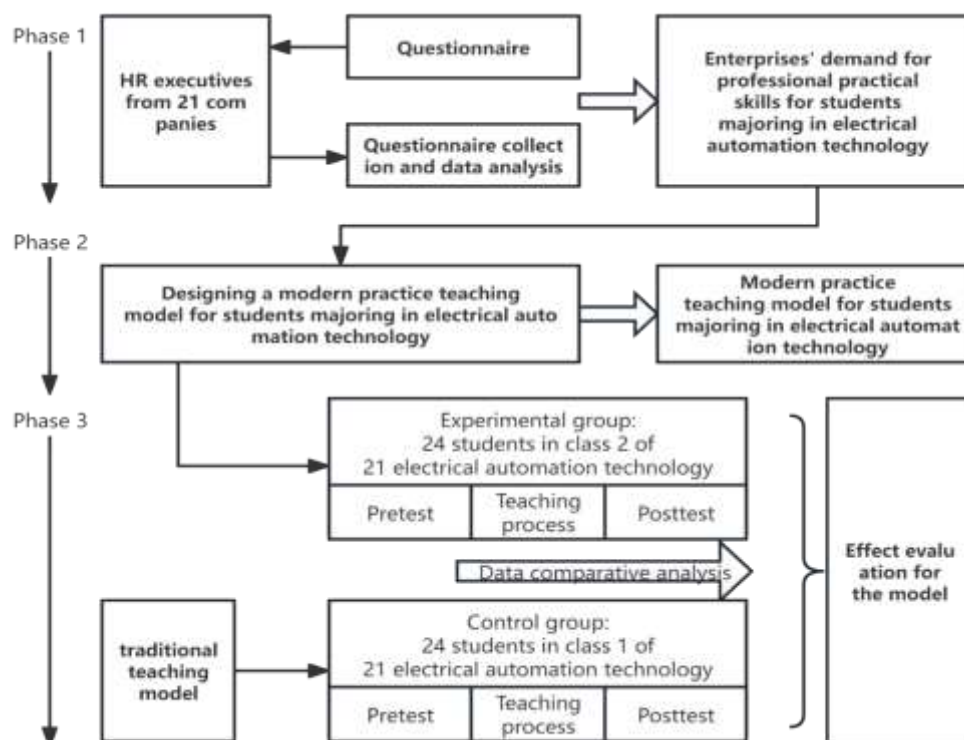 Phase 1
HR executives
from 21 com
panies
Questionnaire
Questionnaire collect
ion and data analysis
Enterprises' demand for
professional practical
skills for students
majoring in electrical
automation technology
Phase 2
Designing a modern practice teaching
model for students majoring in electrical auto
mation technology
Modern practice
teaching model for students
majoring in electrical automat
ion technology
Phase 3
Experimental group:
24 students in class 2 of
21 electrical automation technology
Pretest
Teaching
process
Posttest
Data comparative analysis
traditional
teaching
model
Control group:
24 students in class 1 of
21 electrical automation technology
Pretest
Teaching
process
Posttest
Effect evalu
ation for
the model